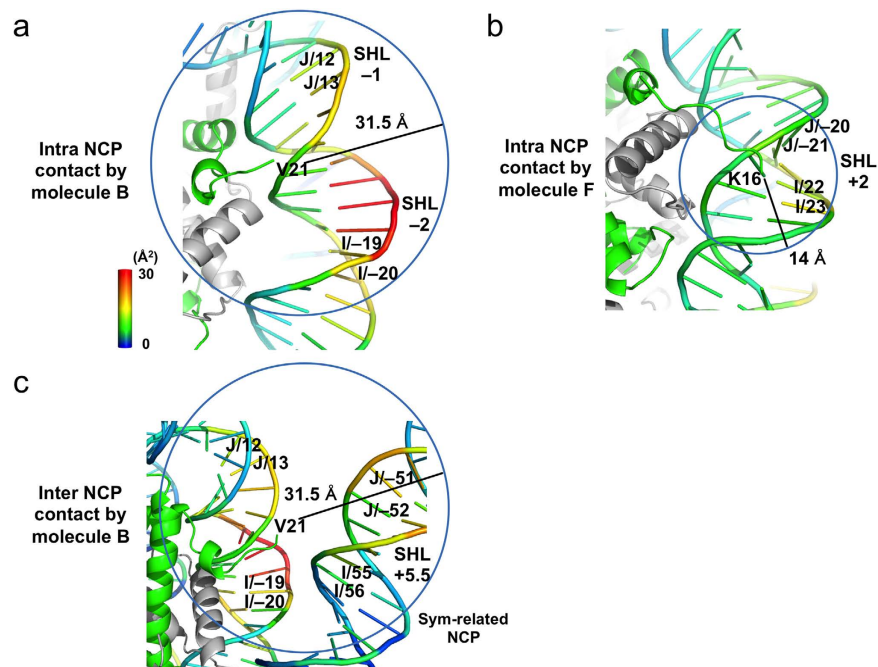 a
J/12
J/13
SHL
–1
31.5 Å
Intra NCP
contact by
molecule B
V21
SHL
–2
I/–19
I/–20
(Å²)
30
0
b
Intra NCP
contact by
molecule F
J/–20
J/–21
SHL
+2
K16
I/22
I/23
14 Å
c
Inter NCP
contact by
molecule B
J/12
J/13
31.5 Å
V21
J/–51
J/–52
SHL
+5.5
I/–19
I/–20
I/55
I/56
Sym-related
NCP